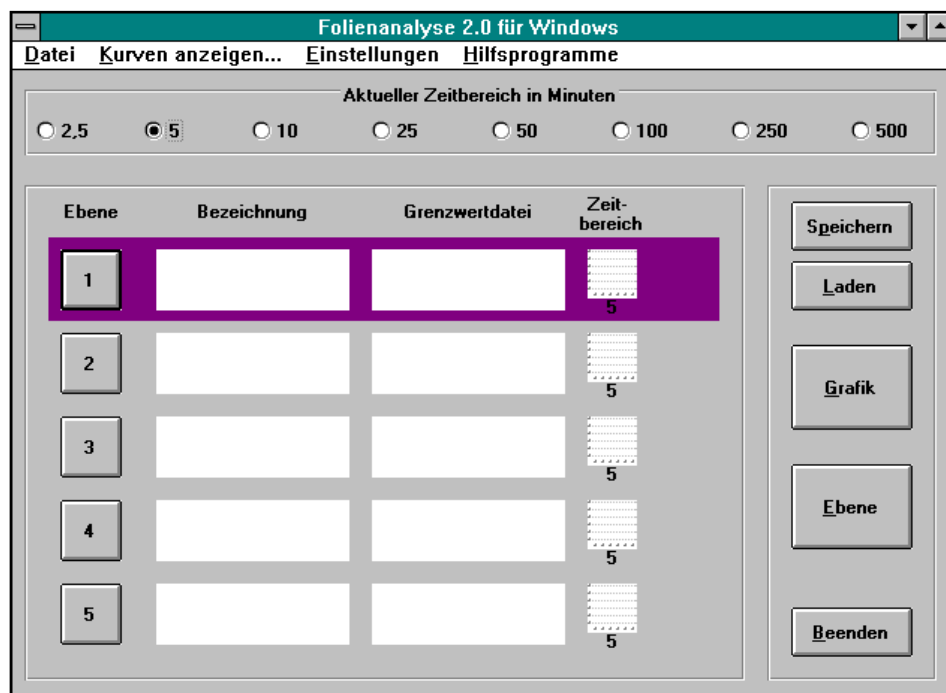 Folienanalyse 2.0 für Windows
Datei Kurven anzeigen... Einstellungen Hilfsprogramme
Aktueller Zeitbereich in Minuten
2,5 5 10 25 50 100 250 500
Ebene Bezeichnung Grenzwertdatei Zeit-
bereich
1
5
2
5
3
5
4
5
5
5
Speichern
Laden
Grafik
Ebene
Beenden